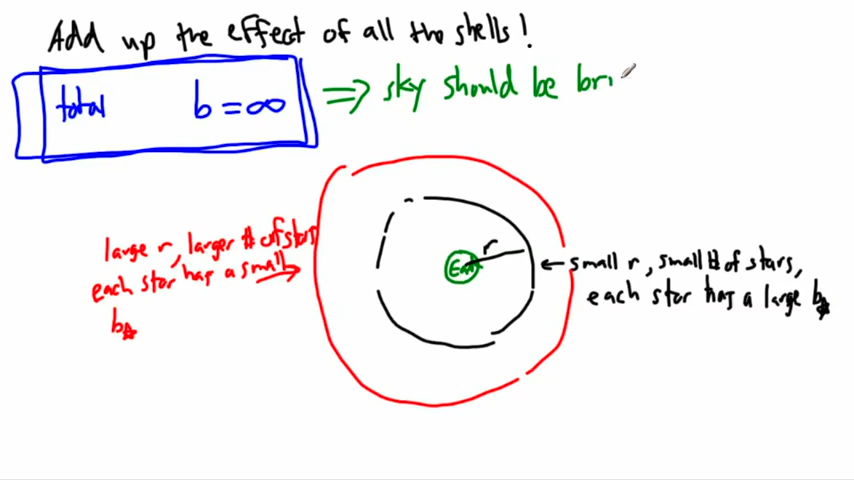 Add up the effect of all the shells!
total b = ∞ ⇒ sky should be bri
large r, larger # of stars
each star has a small →
b☆
Ear
r
← small r, small # of stars,
each star has a large b☆